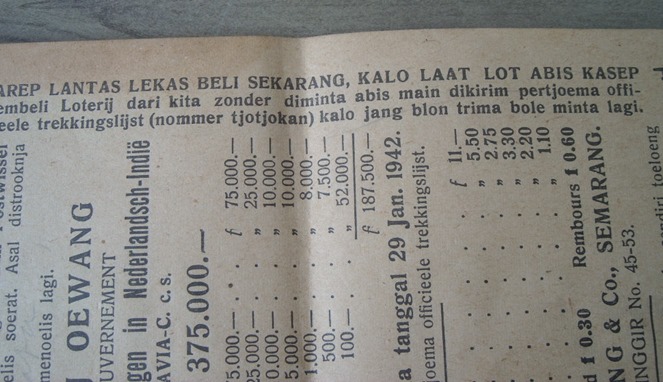 AREP LANTAS LEKAS BELI SEKARANG, KALO LAAT LOT ABIS KASEP
embeli Loterij dari kita zonder diminta abis main dikirim pertjoema offi-
eele trekkingslijst (nommer tjotjokan) kalo jang blon trima bole minta lagi.
elis soerat. Asal distrooknja
menoelis lagi.
OEWANG
UVERNEMENT
gen in Nederlandsch-Indië
AVIA-C. c. s.
375.000.—
5.000.— . . . f 75.000.—
25.000.— . . . „ 25.000.—
0.000.— . . . „ 10.000.—
5.000.— . . . „ 10.000.—
1.000.— . . . „ 8.000.—
500.— . . . „ 7.500.—
100.— . . . „ 52.000.—
f 187.500.—
a tanggal 29 Jan. 1942.
joema officieele trekkingslijst.
f 11.—
„ 5.50
„ 2.75
„ 3.30
„ 2.20
„ 1.10
f 0.30 Rembours f 0.60
G & Co., SEMARANG.
INGGIR No. 45-53.
sendiri toeloeng